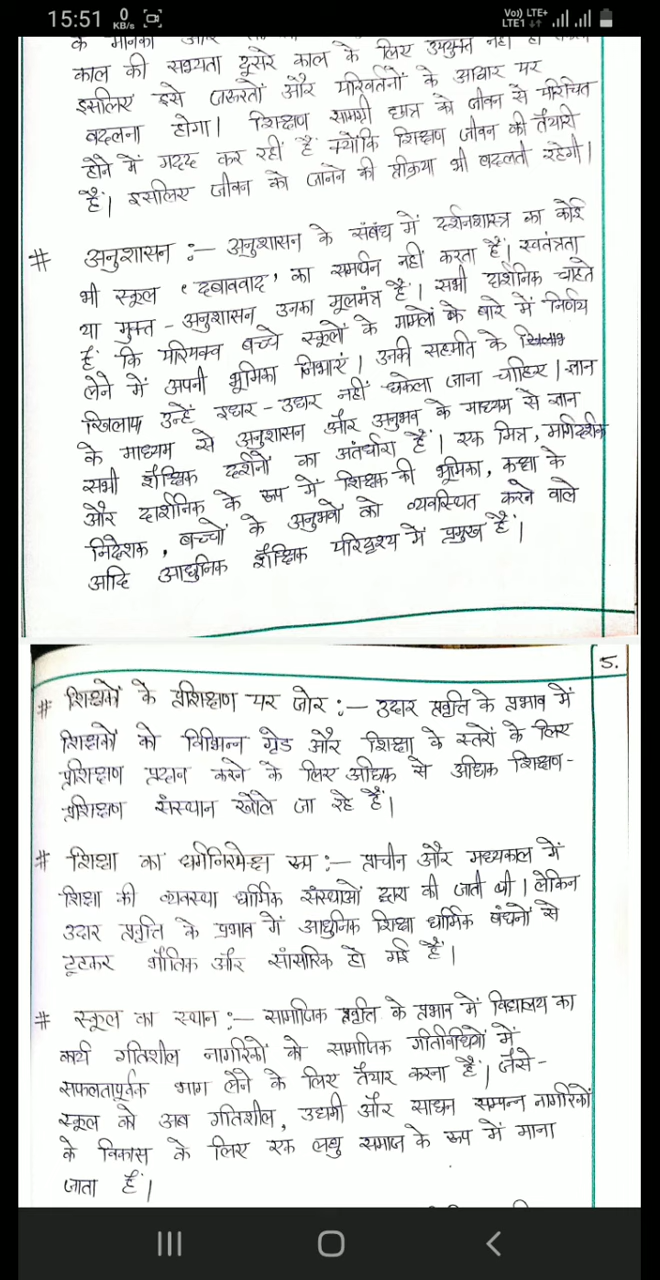 15:51 0 KB/s Vo)) LTE+ LTE1
काल की सभ्यता दूसरे काल के लिए उपयुक्त नहीं हो
इसलिए इसे जरूरतों और परिवर्तनों के आधार पर
बदलना होगा। शिक्षण सामग्री छात्र को जीवन से परिचित
होने में मदद कर रही है क्योंकि शिक्षण जीवन की तैयारी
है। इसलिए जीवन को जानने की प्रक्रिया भी बदलती रहेगी।
# अनुशासन :— अनुशासन के संबंध में दर्शनशास्त्र का कोई
भी स्कूल 'दबाववाद' का समर्थन नहीं करता है। स्वतंत्रता
या मुक्त - अनुशासन उनका मूलमंत्र है। सभी दार्शनिक चाहते
हैं कि परिपक्व बच्चे स्कूलों के मामलों के बारे में निर्णय
लेने में अपनी भूमिका निभाएं। उनकी सहमति के
खिलाफ उन्हें इधर-उधर नहीं धकेला जाना चाहिए। ज्ञान
के माध्यम से अनुशासन और अनुभव के माध्यम से ज्ञान
सभी शैक्षिक दर्शनों का अंतर्धारा है। एक मित्र, मार्गदर्शक
और दार्शनिक के रूप में शिक्षक की भूमिका, कक्षा के
निदेशक, बच्चों के अनुभवों को व्यवस्थित करने वाले
आदि आधुनिक शैक्षिक परिदृश्य में प्रमुख हैं।
5.
# शिक्षकों के प्रशिक्षण पर जोर :— उदार प्रवृत्ति के प्रभाव में
शिक्षकों को विभिन्न ग्रेड और शिक्षा के स्तरों के लिए
प्रशिक्षण प्रदान करने के लिए अधिक से अधिक शिक्षण-
प्रशिक्षण संस्थान खोले जा रहे हैं।
# शिक्षा का धर्मनिरपेक्ष रूप :— प्राचीन और मध्यकाल में
शिक्षा की व्यवस्था धार्मिक संस्थाओं द्वारा की जाती थी। लेकिन
उदार प्रवृत्ति के प्रभाव में आधुनिक शिक्षा धार्मिक बंधनों से
टूटकर भौतिक और सांसारिक हो गई है।
# स्कूल का स्थान :— सामाजिक प्रवृत्ति के प्रभाव में विद्यालय का
कार्य गतिशील नागरिकों को सामाजिक गतिविधियों में
सफलतापूर्वक भाग लेने के लिए तैयार करना है। जैसे-
स्कूल को अब गतिशील, उद्यमी और साधन सम्पन्न नागरिकों
के विकास के लिए एक लघु समाज के रूप में माना
जाता है।